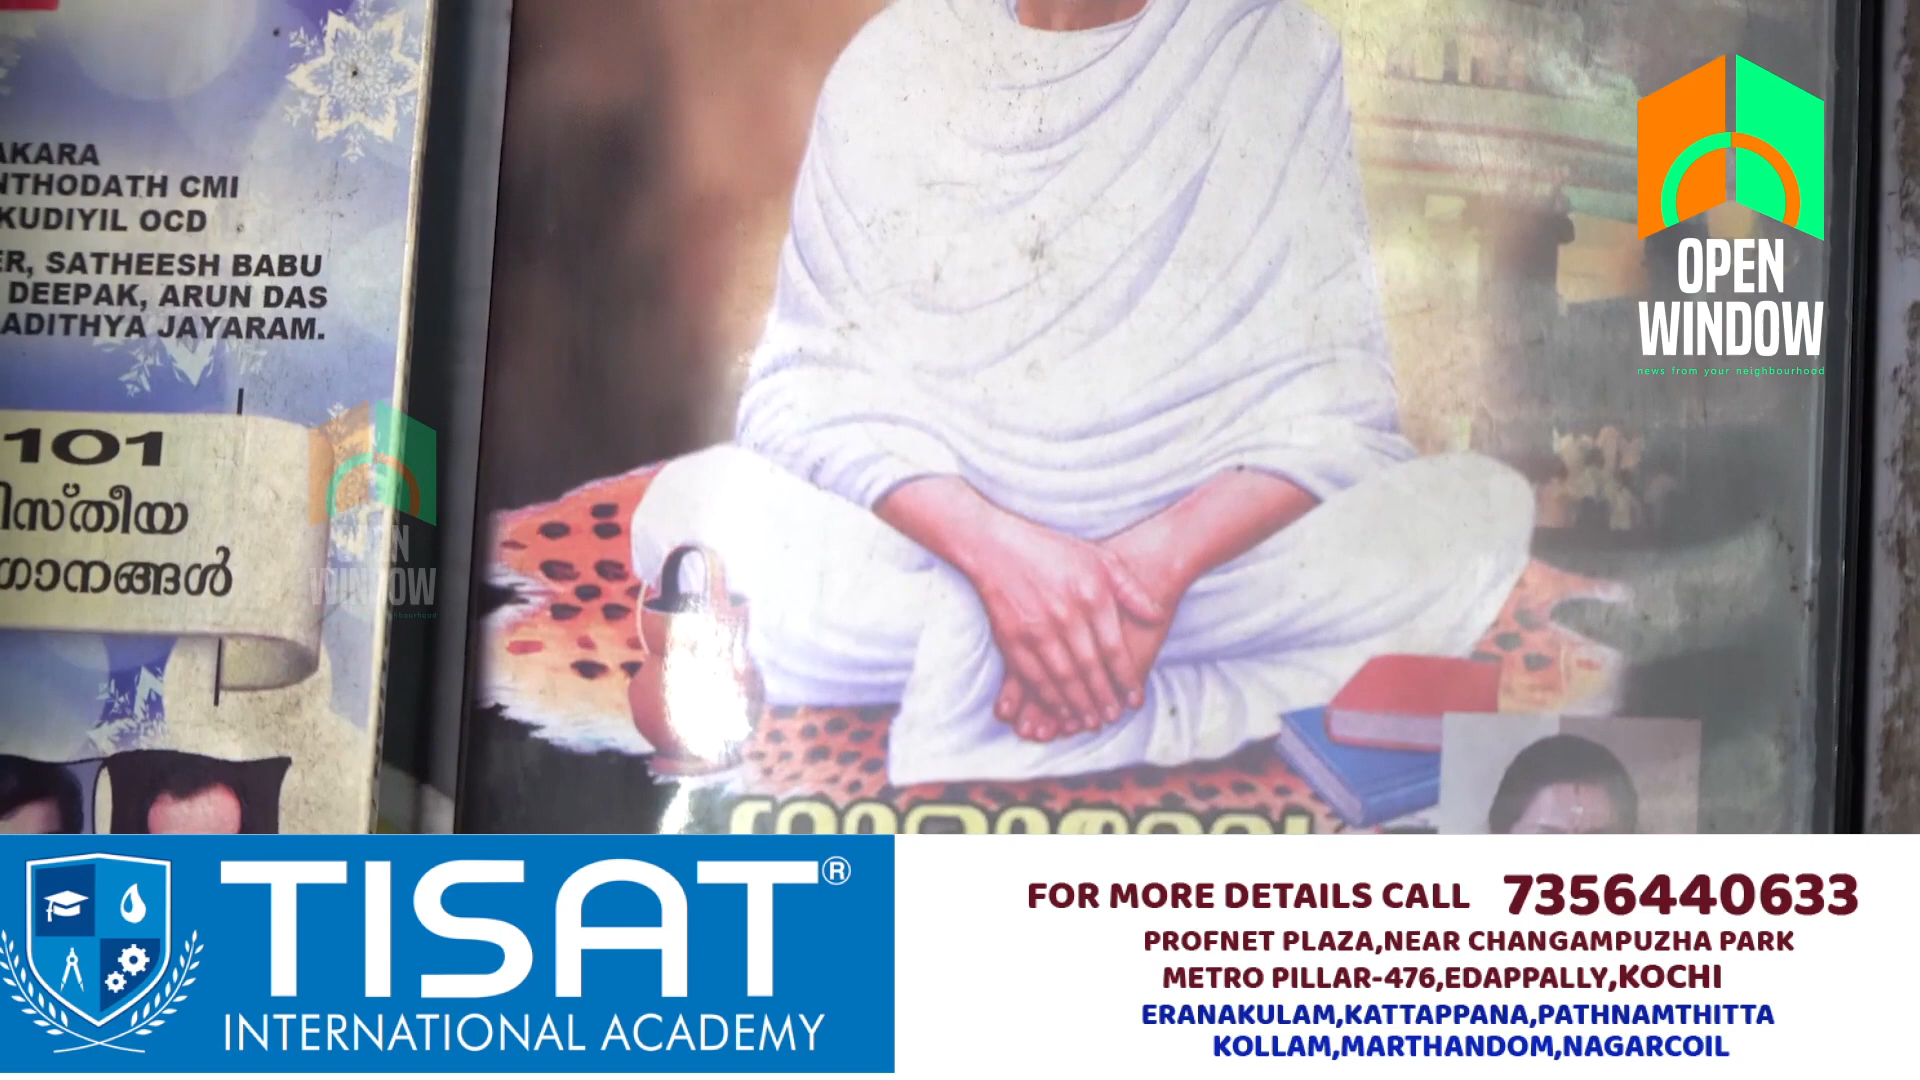 AKARA
NTHODATH CMI
KUDIYIL OCD
ER, SATHEESH BABU
DEEPAK, ARUN DAS
ADITHYA JAYARAM.
101
ിസ്തീയ
ഗാനങ്ങൾ
OPEN
WINDOW
news from your neighbourhood
OPEN
WINDOW
TISAT®
INTERNATIONAL ACADEMY
FOR MORE DETAILS CALL 7356440633
PROFNET PLAZA,NEAR CHANGAMPUZHA PARK
METRO PILLAR-476,EDAPPALLY,KOCHI
ERANAKULAM,KATTAPPANA,PATHNAMTHITTA
KOLLAM,MARTHANDOM,NAGARCOIL